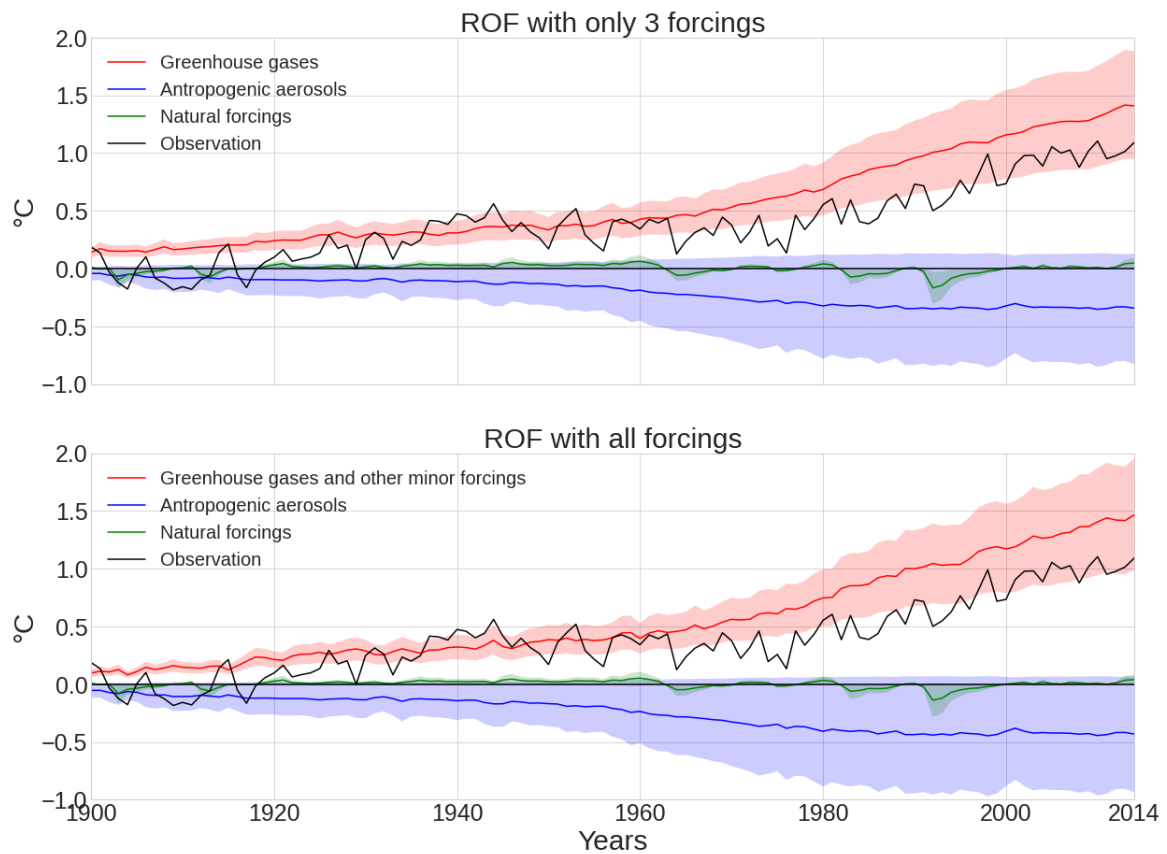 ROF with only 3 forcings
2.0
1.5
1.0
0.5
0.0
−0.5
−1.0
°C
Greenhouse gases
Antropogenic aerosols
Natural forcings
Observation
ROF with all forcings
2.0
1.5
1.0
0.5
0.0
−0.5
−1.0
°C
Greenhouse gases and other minor forcings
Antropogenic aerosols
Natural forcings
Observation
1900 1920 1940 1960 1980 2000 2014
Years